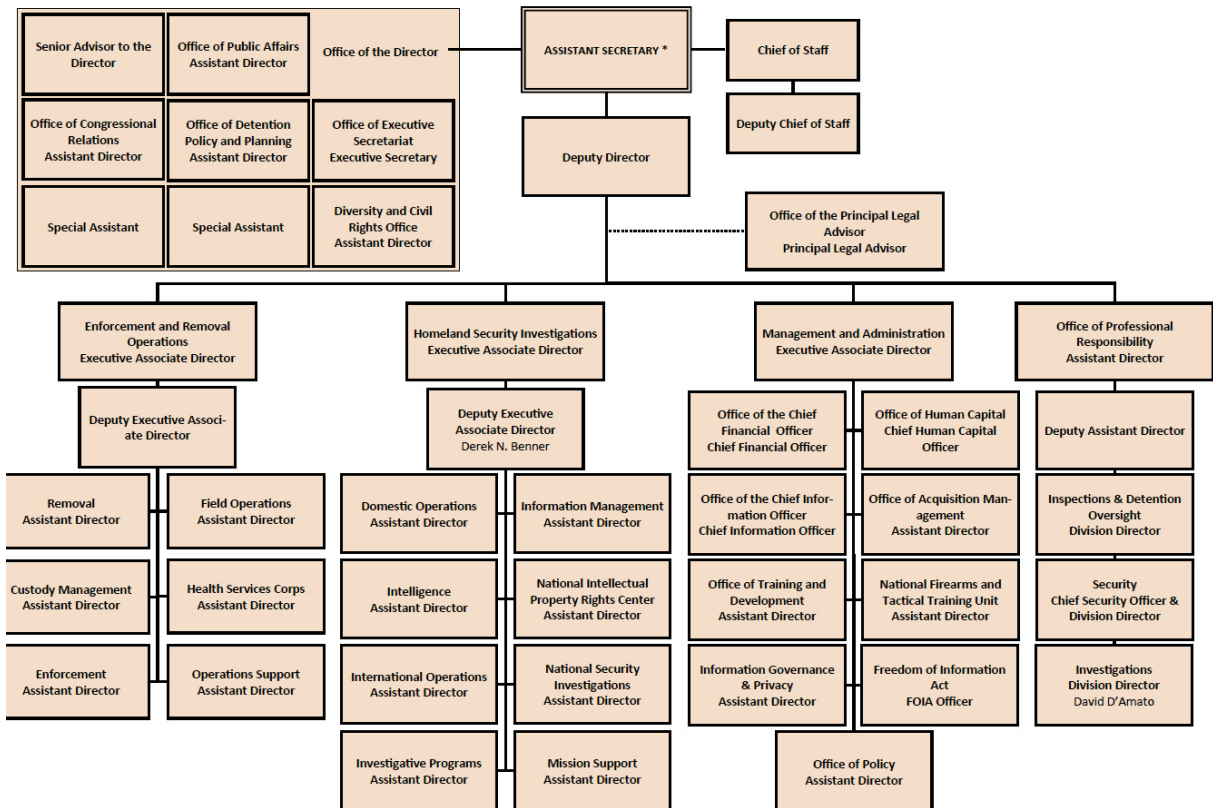 Senior Advisor to the
Director
Office of Public Affairs
Assistant Director
Office of the Director
ASSISTANT SECRETARY *
Chief of Staff
Deputy Chief of Staff
Office of Congressional
Relations
Assistant Director
Office of Detention
Policy and Planning
Assistant Director
Office of Executive
Secretariat
Executive Secretary
Deputy Director
Special Assistant
Special Assistant
Diversity and Civil
Rights Office
Assistant Director
Office of the Principal Legal
Advisor
Principal Legal Advisor
Enforcement and Removal
Operations
Executive Associate Director
Homeland Security Investigations
Executive Associate Director
Management and Administration
Executive Associate Director
Office of Professional
Responsibility
Assistant Director
Deputy Executive Associ-
ate Director
Deputy Executive
Associate Director
Derek N. Benner
Office of the Chief
Financial Officer
Chief Financial Officer
Office of Human Capital
Chief Human Capital
Officer
Deputy Assistant Director
Removal
Assistant Director
Field Operations
Assistant Director
Domestic Operations
Assistant Director
Information Management
Assistant Director
Office of the Chief Infor-
mation Officer
Chief Information Officer
Office of Acquisition Man-
agement
Assistant Director
Inspections & Detention
Oversight
Division Director
Custody Management
Assistant Director
Health Services Corps
Assistant Director
Intelligence
Assistant Director
National Intellectual
Property Rights Center
Assistant Director
Office of Training and
Development
Assistant Director
National Firearms and
Tactical Training Unit
Assistant Director
Security
Chief Security Officer &
Division Director
Enforcement
Assistant Director
Operations Support
Assistant Director
International Operations
Assistant Director
National Security
Investigations
Assistant Director
Information Governance
& Privacy
Assistant Director
Freedom of Information
Act
FOIA Officer
Investigations
Division Director
David D'Amato
Investigative Programs
Assistant Director
Mission Support
Assistant Director
Office of Policy
Assistant Director